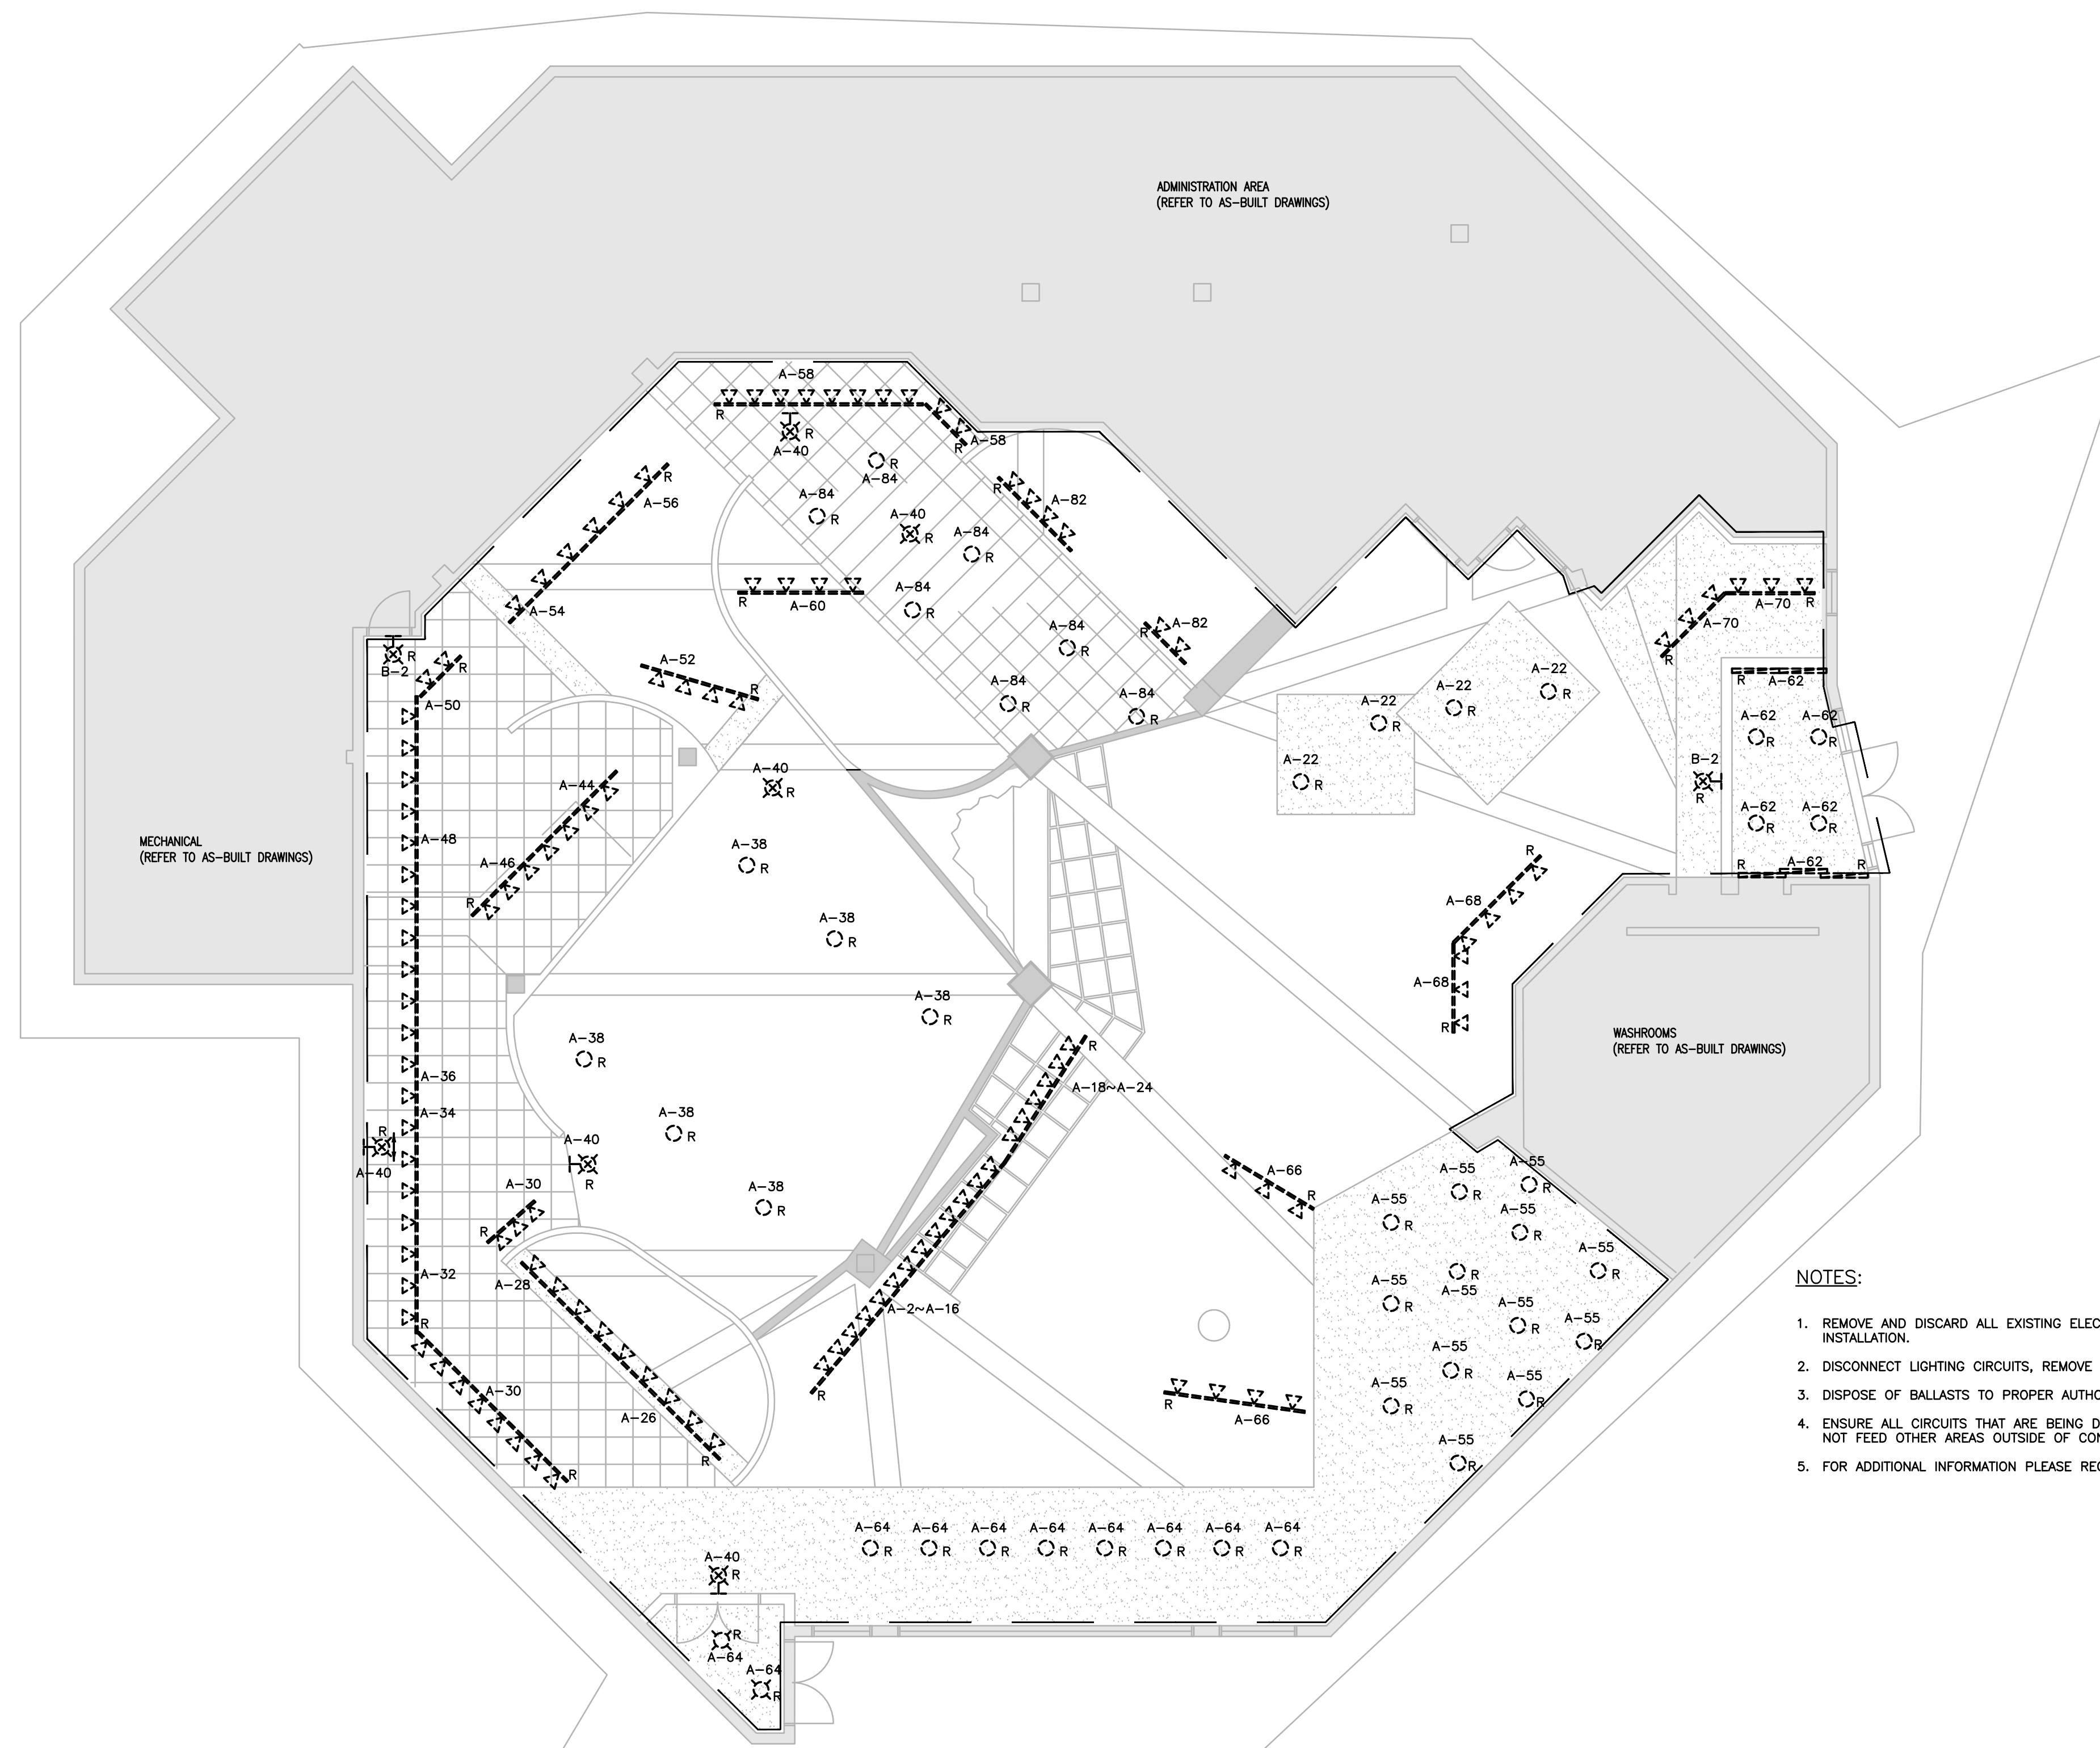 ADMINISTRATION AREA
(REFER TO AS-BUILT DRAWINGS)
A-58
R
R
A-40
R
A-58
R
A-84
R
A-56
A-84
R
A-40
R
R
A-82
A-84
R
A-54
R
A-60
A-84
R
R
A-82
A-84
R
A-84
R
A-84
R
R
B-2
R
A-50
A-52
R
A-40
R
A-44
A-46
R
A-48
MECHANICAL
(REFER TO AS-BUILT DRAWINGS)
A-22
R
A-22
R
A-22
R
A-22
R
A-70
R
A-70
R
R
A-62
A-62
R
A-62
R
B-2
R
A-62
R
A-62
R
R
A-62
R
R
A-68
A-68
R
WASHROOMS
(REFER TO AS-BUILT DRAWINGS)
A-38
R
A-38
R
A-38
R
A-38
R
A-38
R
A-38
R
A-36
A-34
R
A-40
A-40
R
A-30
R
A-32
R
A-28
A-30
R
A-26
R
R
A-18~A-24
A-2~A-16
R
A-66
R
R
A-66
A-55
R
A-55
R
A-55
R
A-55
R
A-55
R
A-55
R
R
A-55
A-55
R
A-55
R
A-55
R
A-55
R
A-55
R
A-55
R
A-64
R
A-64
R
A-64
R
A-64
R
A-64
R
A-64
R
A-64
R
A-64
R
A-40
R
R
A-64
A-64
R
NOTES:
1. REMOVE AND DISCARD ALL EXISTING
INSTALLATION.
2. DISCONNECT LIGHTING CIRCUITS, REMOVE
3. DISPOSE OF BALLASTS TO PROPER
4. ENSURE ALL CIRCUITS THAT ARE BEING
NOT FEED OTHER AREAS OUTSIDE OF
5. FOR ADDITIONAL INFORMATION PLEASE